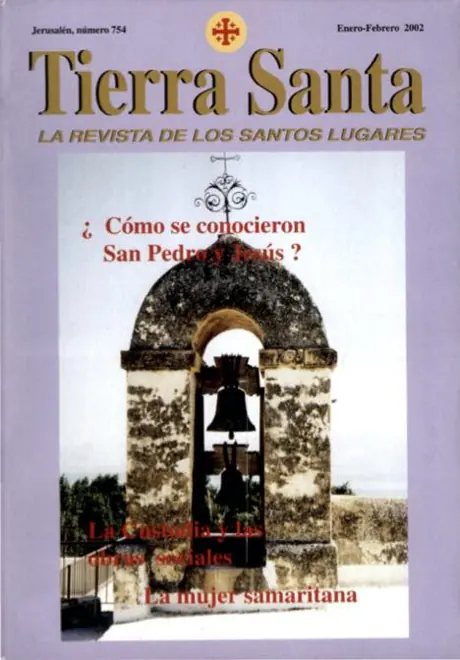 Jerusalén, número 754
Enero-Febrero 2002
Tierra Santa
LA REVISTA DE LOS SANTOS LUGARES
¿ Cómo se conocieron
San Pedro y Jesús ?
La Custodia y las
obras sociales
La mujer samaritana